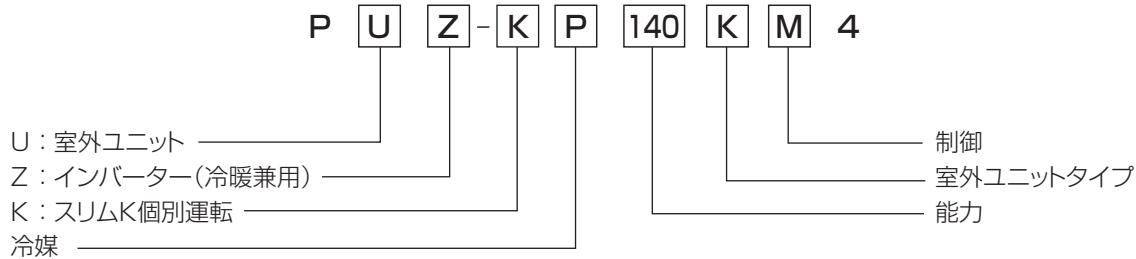 P U Z-K P 140 K M 4
U：室外ユニット
Z：インバーター（冷暖兼用）
K：スリムK個別運転
冷媒
制御
室外ユニットタイプ
能力